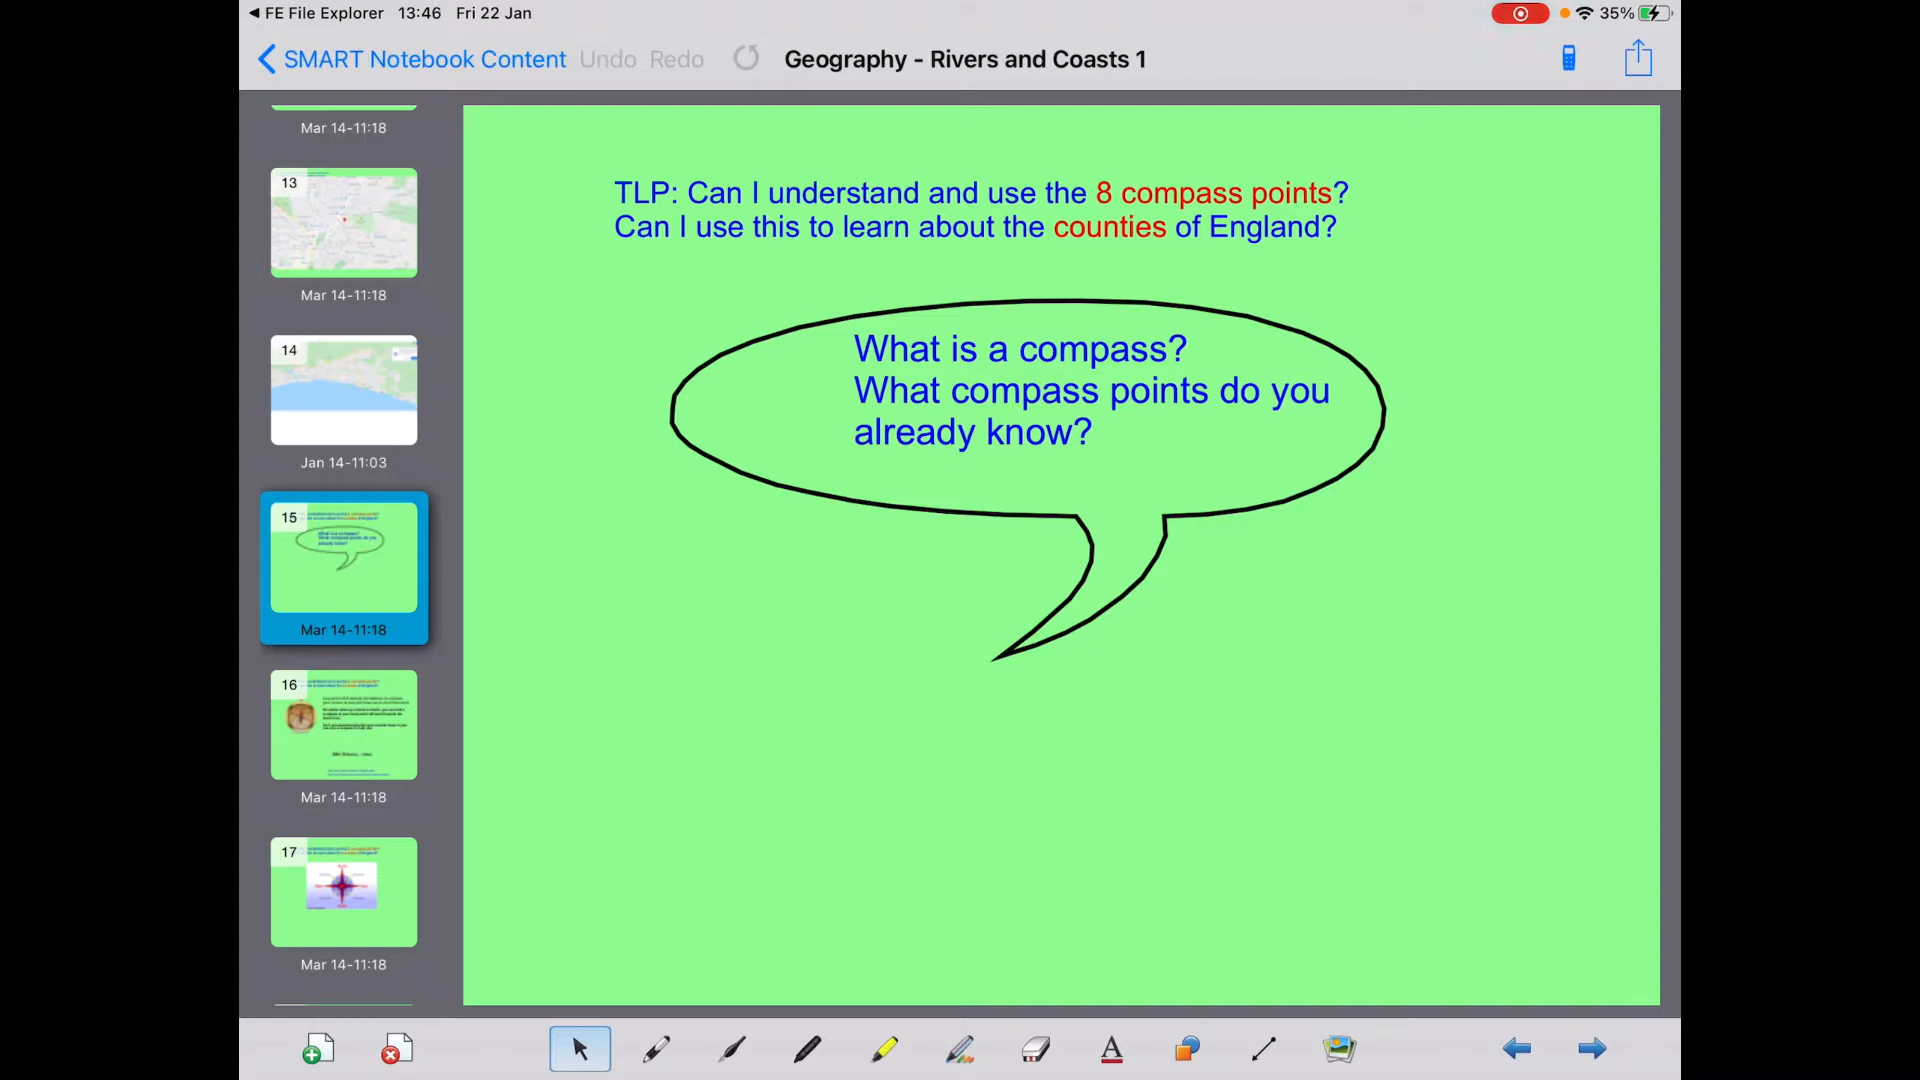 FE File Explorer 13:46 Fri 22 Jan 35%
SMART Notebook Content Undo Redo Geography - Rivers and Coasts 1
Mar 14-11:18
13
Mar 14-11:18
14
Jan 14-11:03
15
Mar 14-11:18
16
Mar 14-11:18
17
Mar 14-11:18
TLP: Can I understand and use the 8 compass points?
Can I use this to learn about the counties of England?
What is a compass?
What compass points do you
already know?